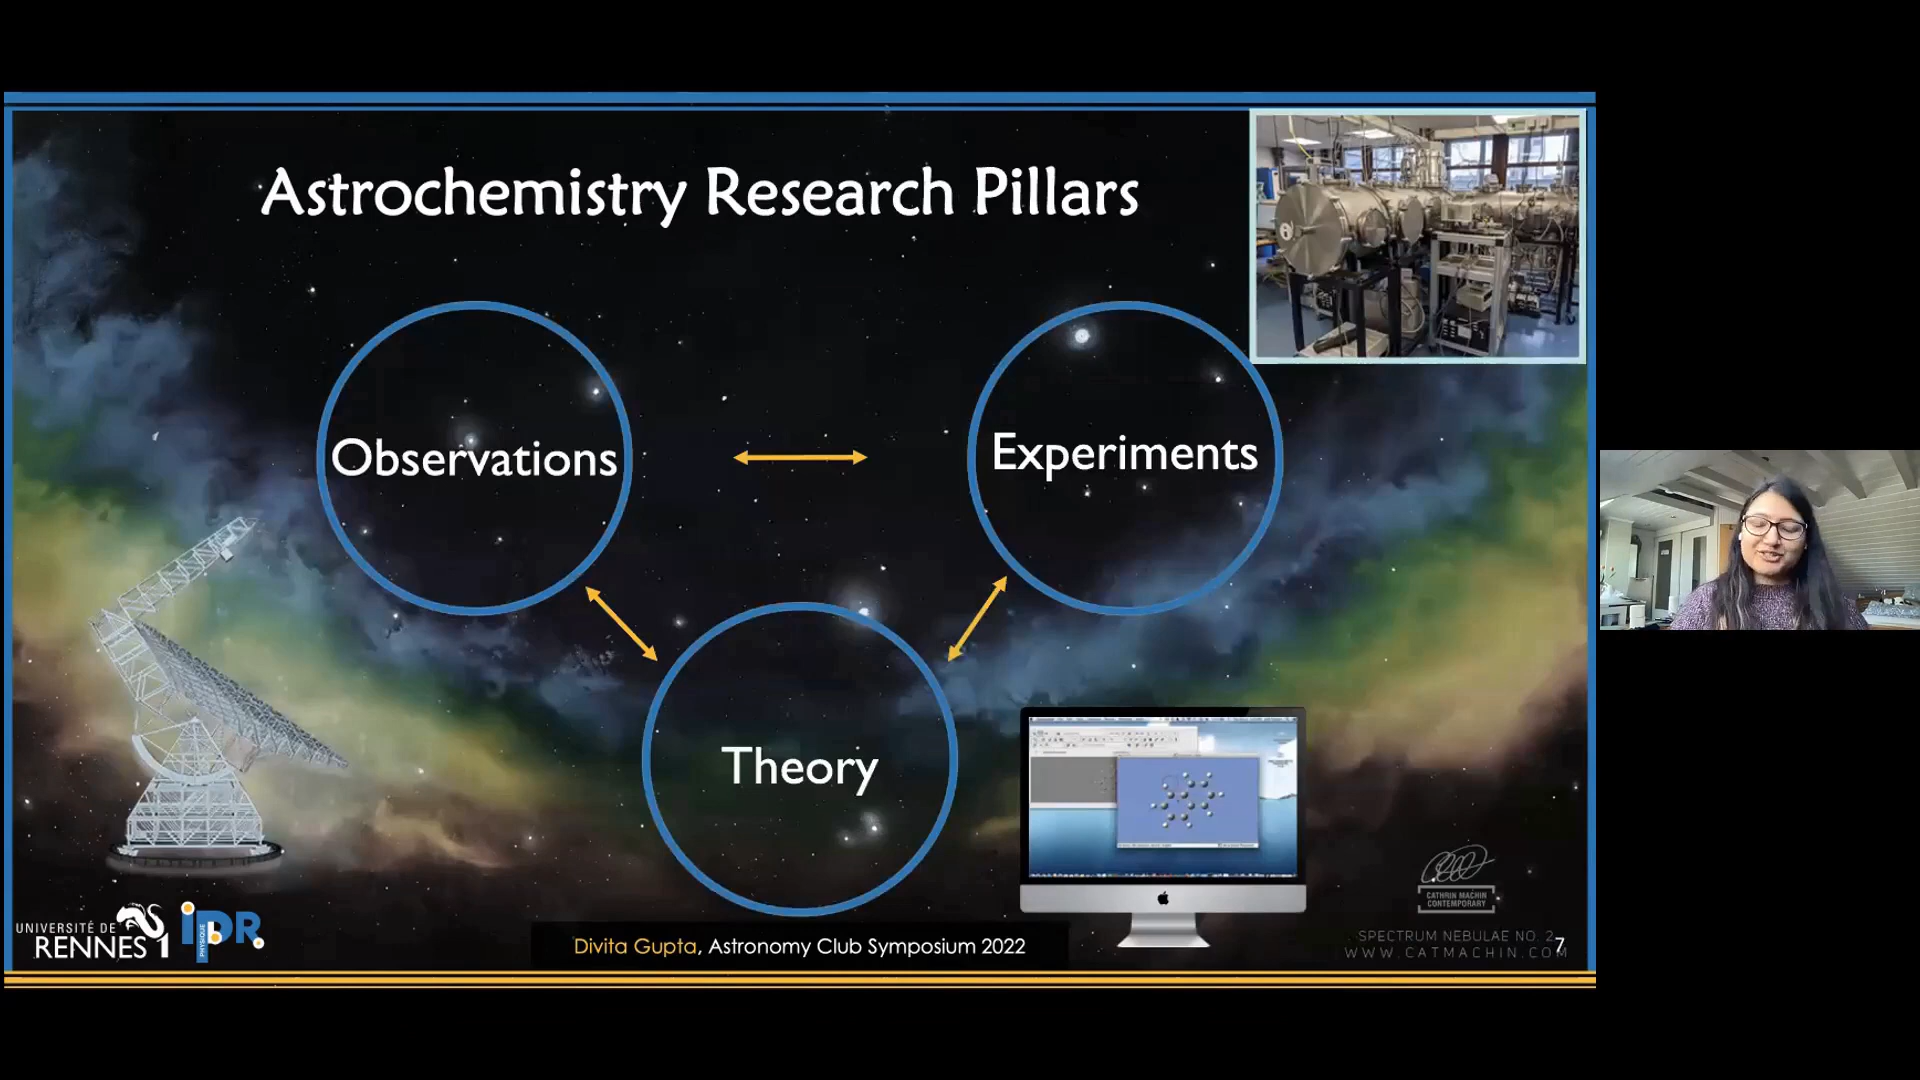 Astrochemistry Research Pillars
Observations
Experiments
Theory
UNIVERSITÉ DE
RENNES 1
IPR
PHYSIQUE
Divita Gupta, Astronomy Club Symposium 2022
CATHRIN MACHIN
CONTEMPORARY
SPECTRUM NEBULAE NO. 2
WWW.CATMACHIN.COM
7